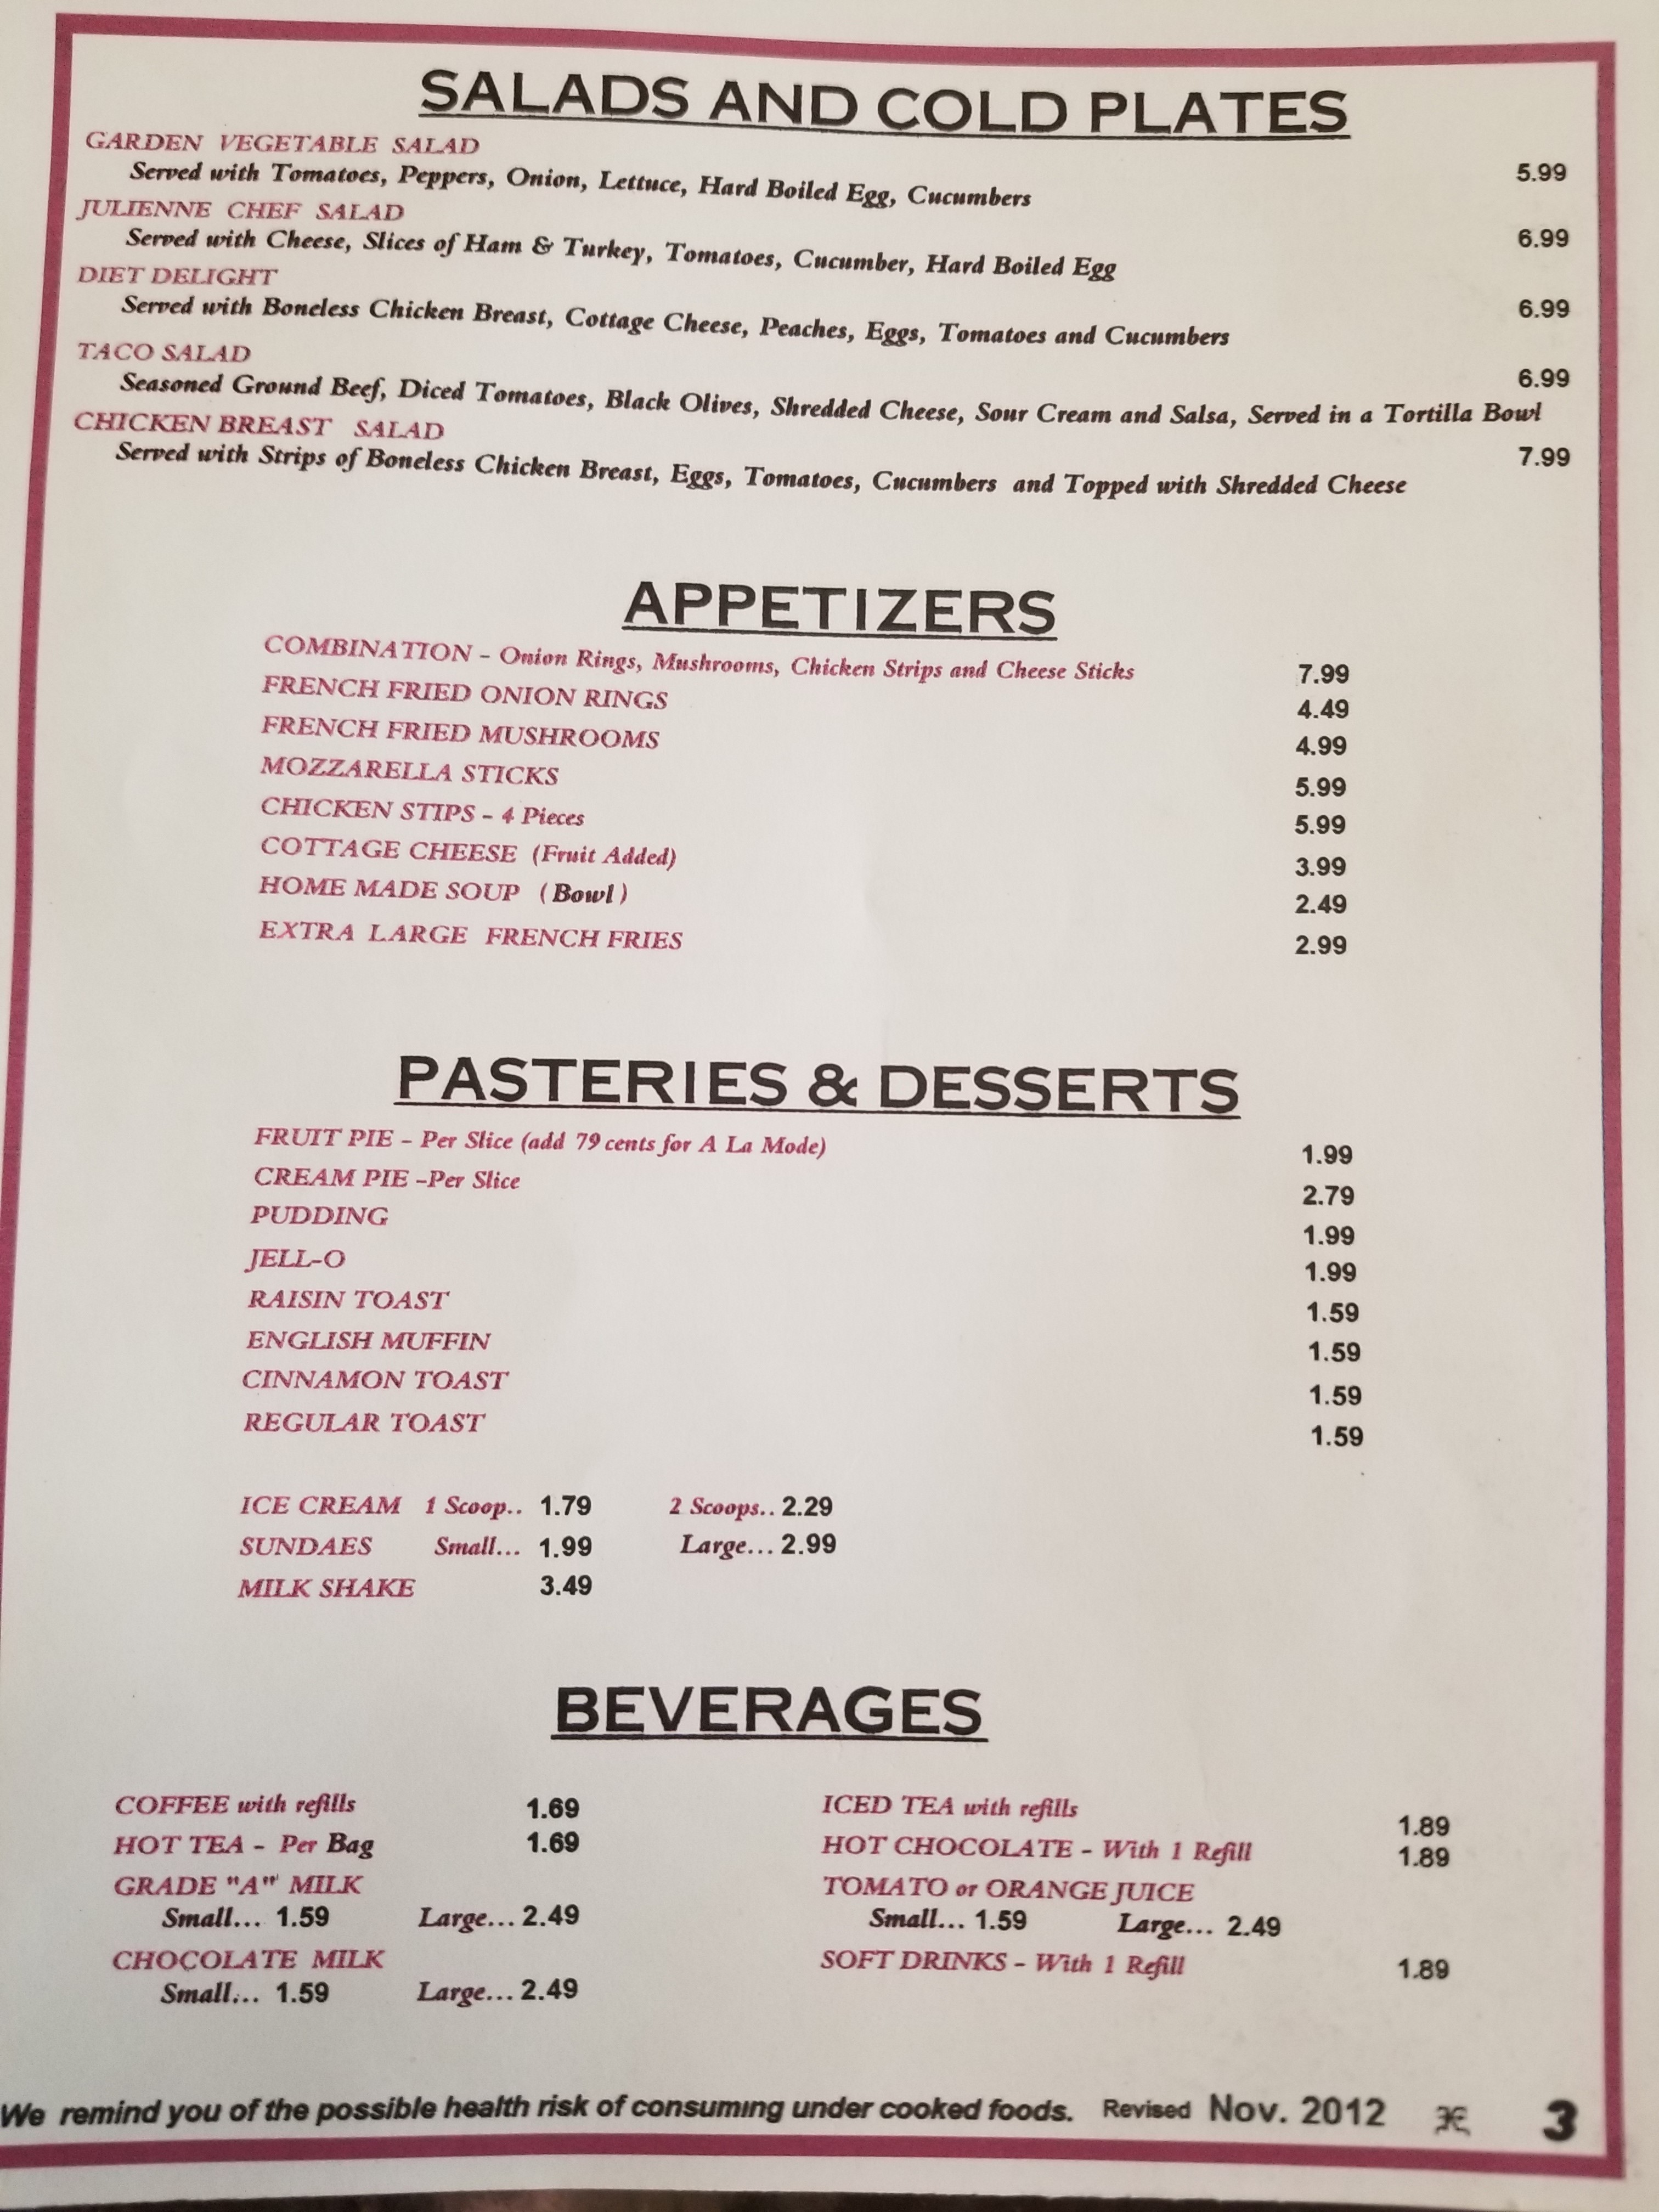 SALADS AND COLD PLATES
GARDEN VEGETABLE SALAD 5.99
Served with Tomatoes, Peppers, Onion, Lettuce, Hard Boiled Egg, Cucumbers
JULIENNE CHEF SALAD 6.99
Served with Cheese, Slices of Ham & Turkey, Tomatoes, Cucumber, Hard Boiled Egg
DIET DELIGHT 6.99
Served with Boneless Chicken Breast, Cottage Cheese, Peaches, Eggs, Tomatoes and Cucumbers
TACO SALAD 6.99
Seasoned Ground Beef, Diced Tomatoes, Black Olives, Shredded Cheese, Sour Cream and Salsa, Served in a Tortilla Bowl
CHICKEN BREAST SALAD 7.99
Served with Strips of Boneless Chicken Breast, Eggs, Tomatoes, Cucumbers and Topped with Shredded Cheese
APPETIZERS
COMBINATION - Onion Rings, Mushrooms, Chicken Strips and Cheese Sticks 7.99
FRENCH FRIED ONION RINGS 4.49
FRENCH FRIED MUSHROOMS 4.99
MOZZARELLA STICKS 5.99
CHICKEN STIPS - 4 Pieces 5.99
COTTAGE CHEESE (Fruit Added) 3.99
HOME MADE SOUP (Bowl) 2.49
EXTRA LARGE FRENCH FRIES 2.99
PASTERIES & DESSERTS
FRUIT PIE - Per Slice (add 79 cents for A La Mode) 1.99
CREAM PIE -Per Slice 2.79
PUDDING 1.99
JELL-O 1.99
RAISIN TOAST 1.59
ENGLISH MUFFIN 1.59
CINNAMON TOAST 1.59
REGULAR TOAST 1.59
ICE CREAM 1 Scoop.. 1.79 2 Scoops.. 2.29
SUNDAES Small... 1.99 Large... 2.99
MILK SHAKE 3.49
BEVERAGES
COFFEE with refills 1.69
HOT TEA - Per Bag 1.69
GRADE "A" MILK
Small... 1.59 Large... 2.49
CHOCOLATE MILK
Small... 1.59 Large... 2.49
ICED TEA with refills 1.89
HOT CHOCOLATE - With 1 Refill 1.89
TOMATO or ORANGE JUICE
Small... 1.59 Large... 2.49
SOFT DRINKS - With 1 Refill 1.89
We remind you of the possible health risk of consuming under cooked foods. Revised Nov. 2012 3